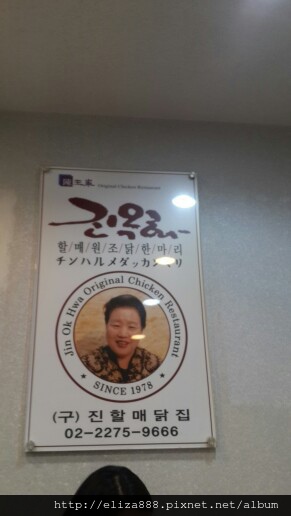 玉家 Original Chicken Restaurant
진옥화
할/매/원/조/닭/한/마/리
チンハルメダッカンマリ
Jin Ok Hwa Original Chicken Restaurant
★ SINCE 1978 ★
(구) 진할매닭집
02-2275-9666
http://eliza888.pixnet.net/album